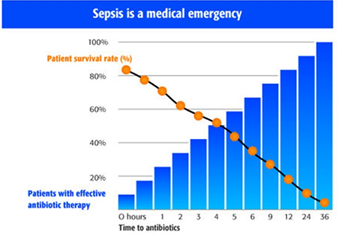 Sepsis is a medical emergency
100%
Patient survival rate (%)
80%
60%
40%
20%
Patients with effective
antibiotic therapy
0 hours 1 2 3 4 5 6 9 12 24 36
Time to antibiotics